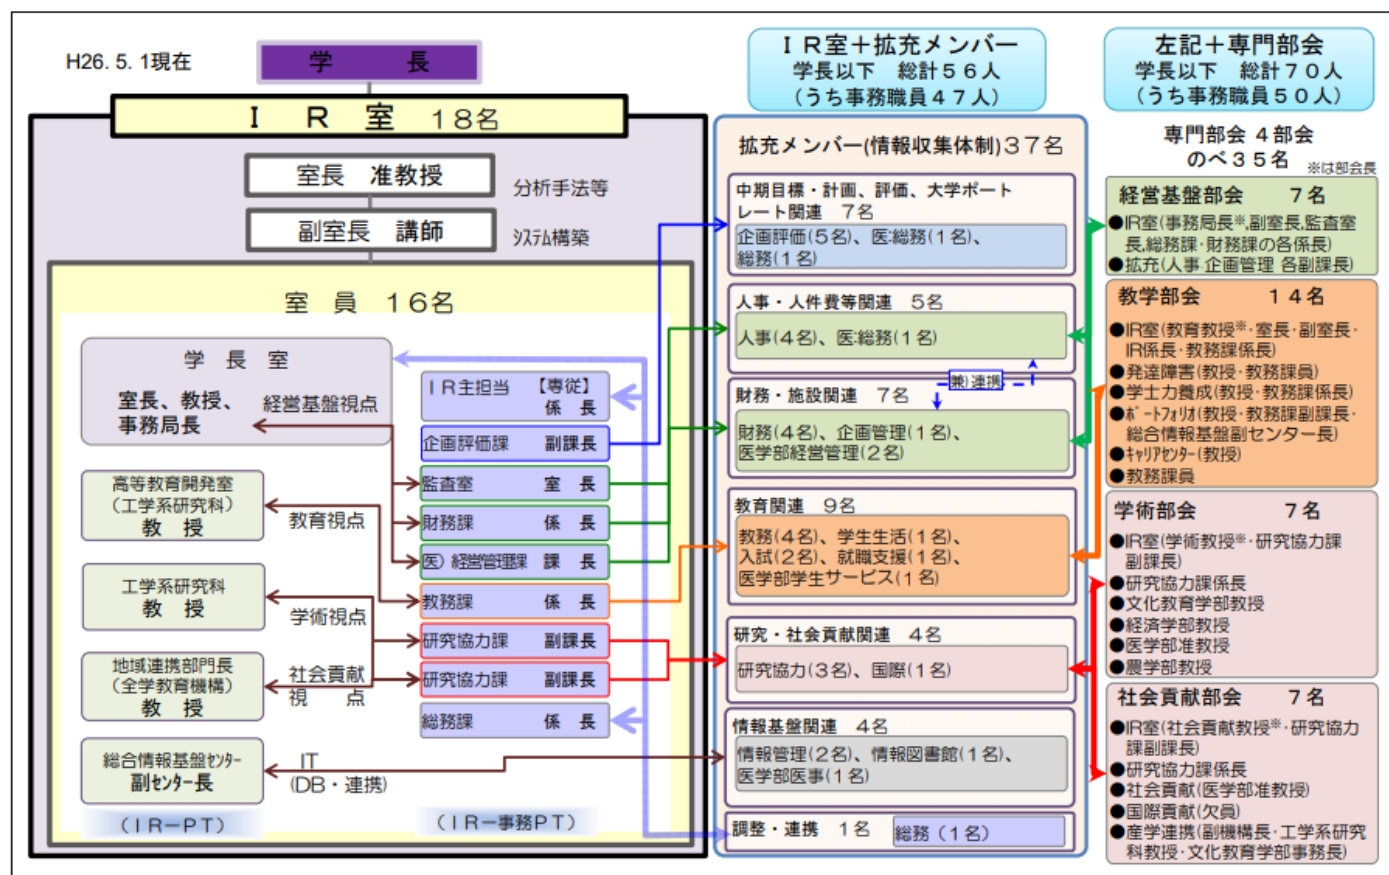 H26. 5. 1現在
学 長
I R 室 18名
室長 准教授
分析手法等
副室長 講師
システム構築
室 員 16名
学 長 室
室長、教授、
事務局長
経営基盤視点
高等教育開発室
(工学系研究科)
教 授
教育視点
工学系研究科
教 授
学術視点
地域連携部門長
(全学教育機構)
教 授
社会貢献
視 点
総合情報基盤センター
副センター長
IT
(DB・連携)
(IR－PT)
IR主担当 【専従】
係 長
企画評価課 副課長
監査室 室 長
財務課 係 長
医）経営管理課 課 長
教務課 係 長
研究協力課 副課長
研究協力課 副課長
総務課 係 長
(IR－事務PT)
IR室＋拡充メンバー
学長以下 総計56人
(うち事務職員47人)
拡充メンバー(情報収集体制)37名
中期目標・計画、評価、大学ポート
レート関連 7名
企画評価(5名)、医:総務(1名)、
総務(1名)
人事・人件費等関連 5名
人事(4名)、医:総務(1名)
兼)連携
財務・施設関連 7名
財務(4名)、企画管理(1名)、
医学部経営管理(2名)
教育関連 9名
教務(4名)、学生生活(1名)、
入試(2名)、就職支援(1名)、
医学部学生サービス(1名)
研究・社会貢献関連 4名
研究協力(3名)、国際(1名)
情報基盤関連 4名
情報管理(2名)、情報図書館(1名)、
医学部医事(1名)
調整・連携 1名
総務(1名)
左記＋専門部会
学長以下 総計70人
(うち事務職員50人)
専門部会 4部会
のべ35名
※は部会長
経営基盤部会 7名
●IR室(事務局長※,副室長,監査室
長,総務課・財務課の各係長)
●拡充(人事・企画管理 各副課長)
教学部会 14名
●IR室(教育教授※・室長・副室長・
IR係長・教務課係長)
●発達障害(教授・教務課員)
●学士力養成(教授・教務課係長)
●ポートフォリオ(教授・教務課副課長・
総合情報基盤副センター長)
●キャリアセンター(教授)
●教務課員
学術部会 7名
●IR室(学術教授※・研究協力課
副課長)
●研究協力課係長
●文化教育学部教授
●経済学部教授
●医学部准教授
●農学部教授
社会貢献部会 7名
●IR室(社会貢献教授※・研究協力
課副課長)
●研究協力課係長
●社会貢献(医学部准教授)
●国際貢献(欠員)
●産学連携(副機構長・工学系研究
科教授・文化教育学部事務長)